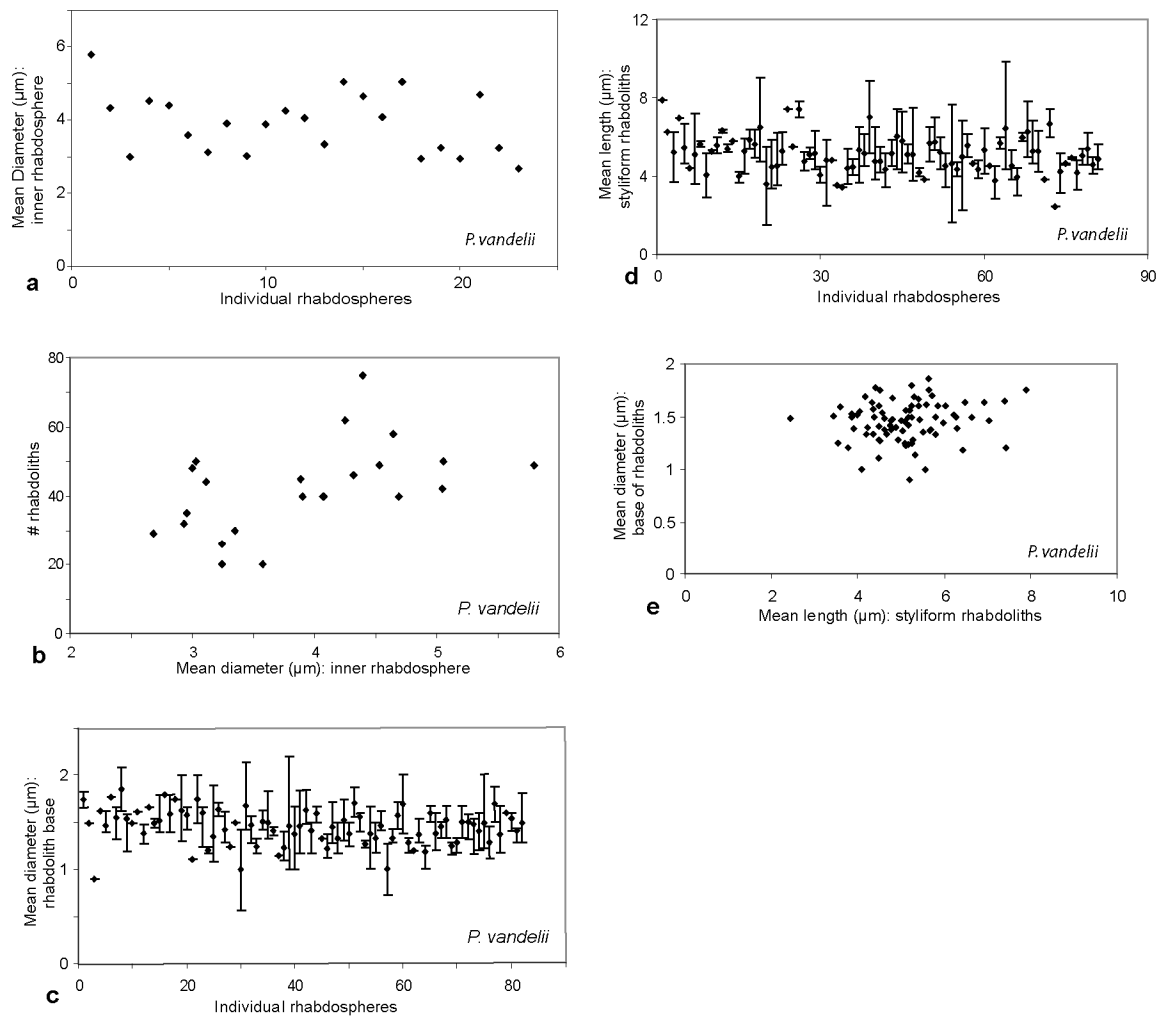 Mean Diameter (µm):
inner rhabdosphere
6
4
2
0
P. vandelii
0 10 20
a
Individual rhabdospheres
# rhabdoliths
80
60
40
20
0
P. vandelii
2 3 4 5 6
b
Mean diameter (µm): inner rhabdosphere
Mean diameter (µm):
rhabdolith base
2
1
0
P. vandelii
0 20 40 60 80
c
Individual rhabdospheres
Mean length (µm):
styliform rhabdoliths
12
8
4
0
P. vandelii
0 30 60 90
d
Individual rhabdospheres
Mean diameter (µm):
base of rhabdoliths
2
1.5
1
0.5
0
P. vandelii
0 2 4 6 8 10
e
Mean length (µm): styliform rhabdoliths